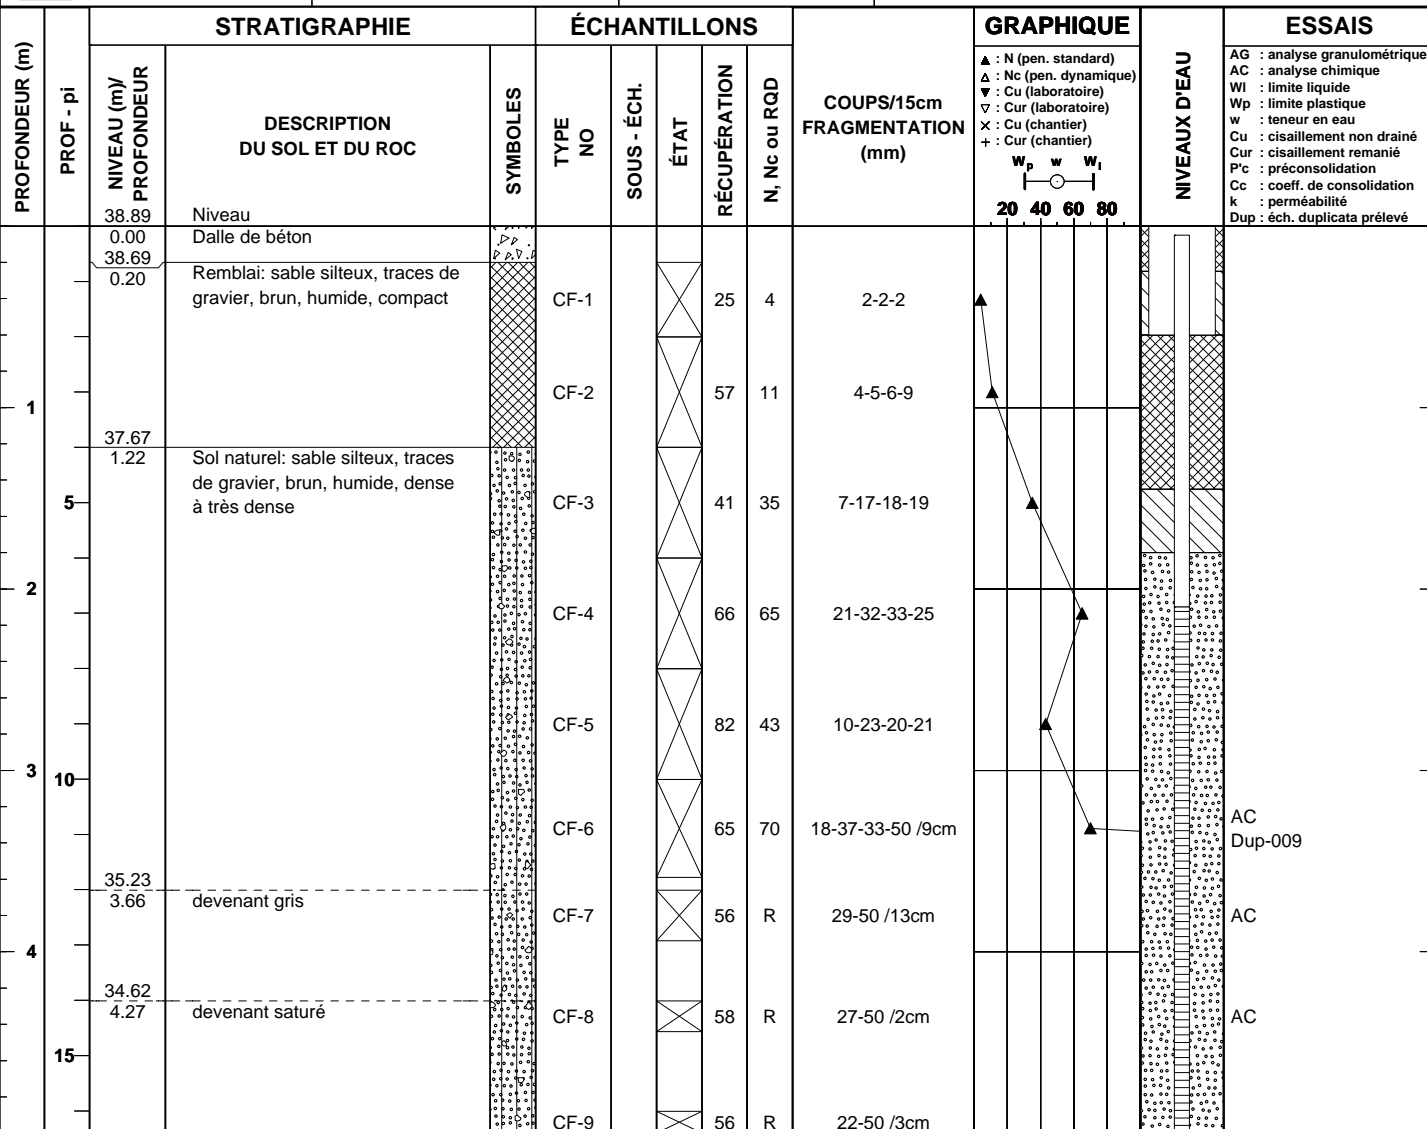 STRATIGRAPHIE
ÉCHANTILLONS
GRAPHIQUE
ESSAIS
PROFONDEUR (m)
PROF - pi
NIVEAU (m)/
PROFONDEUR
DESCRIPTION
DU SOL ET DU ROC
SYMBOLES
TYPE
NO
SOUS - ÉCH.
ÉTAT
RÉCUPÉRATION
N, Nc ou RQD
COUPS/15cm
FRAGMENTATION
(mm)
▲ : N (pen. standard)
△ : Nc (pen. dynamique)
▼ : Cu (laboratoire)
▽ : Cur (laboratoire)
× : Cu (chantier)
+ : Cur (chantier)
Wp w Wl
20 40 60 80
NIVEAUX D'EAU
AG : analyse granulométrique
AC : analyse chimique
Wl : limite liquide
Wp : limite plastique
w : teneur en eau
Cu : cisaillement non drainé
Cur : cisaillement remanié
P'c : préconsolidation
Cc : coeff. de consolidation
k : perméabilité
Dup : éch. duplicata prélevé
38.89 Niveau
0.00 Dalle de béton
38.69
0.20 Remblai: sable silteux, traces de
gravier, brun, humide, compact
CF-1 25 4 2-2-2
CF-2 57 11 4-5-6-9
1
37.67
1.22 Sol naturel: sable silteux, traces
de gravier, brun, humide, dense
à très dense
5 CF-3 41 35 7-17-18-19
2
CF-4 66 65 21-32-33-25
CF-5 82 43 10-23-20-21
3
10
CF-6 65 70 18-37-33-50 /9cm AC
Dup-009
35.23
3.66 devenant gris
CF-7 56 R 29-50 /13cm AC
4
34.62
4.27 devenant saturé
CF-8 58 R 27-50 /2cm AC
15
CF-9 56 R 22-50 /3cm